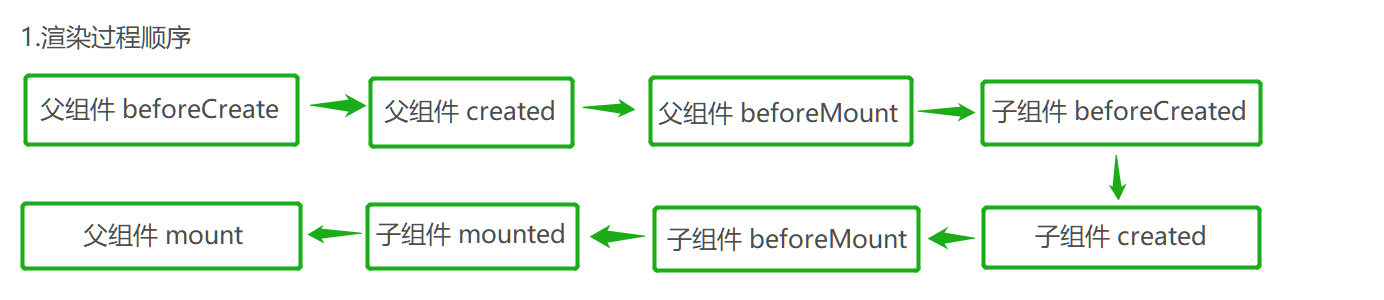 1.渲染过程顺序
父组件 beforeCreate
父组件 created
父组件 beforeMount
子组件 beforeCreated
子组件 created
子组件 beforeMount
子组件 mounted
父组件 mount